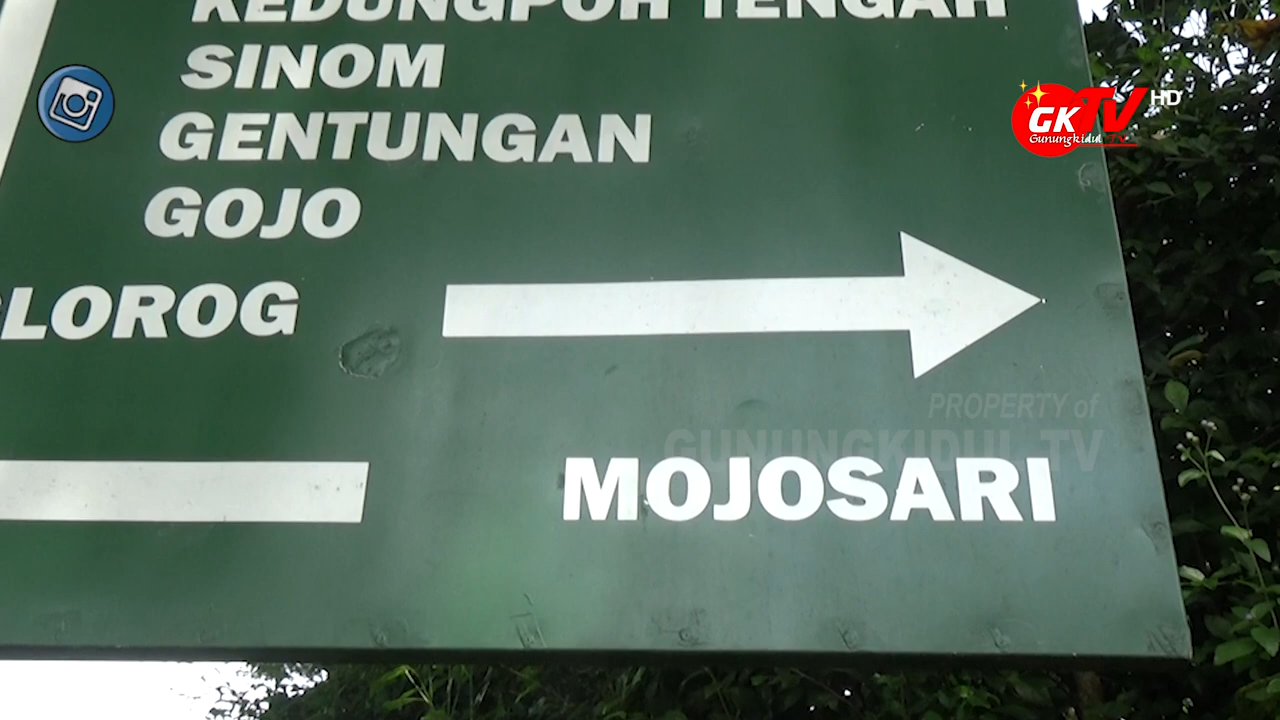 KEDUNGPOH TENGAH
SINOM
GENTUNGAN
GOJO
LOROG
MOJOSARI
GKTV HD
Gunungkidul
PROPERTY of
GUNUNGKIDUL TV